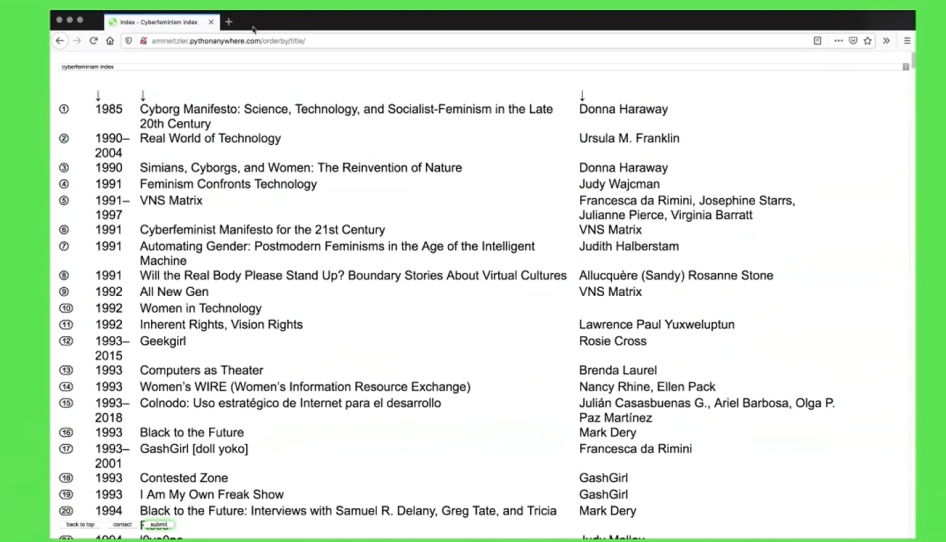 Index - Cyberfeminism index
ammeitzler.pythonanywhere.com/orderby/title/
cyberfeminism index
↓ ↓ ↓
① 1985 Cyborg Manifesto: Science, Technology, and Socialist-Feminism in the Late Donna Haraway
20th Century
② 1990– Real World of Technology Ursula M. Franklin
2004
③ 1990 Simians, Cyborgs, and Women: The Reinvention of Nature Donna Haraway
④ 1991 Feminism Confronts Technology Judy Wajcman
⑤ 1991– VNS Matrix Francesca da Rimini, Josephine Starrs,
1997 Julianne Pierce, Virginia Barratt
⑥ 1991 Cyberfeminist Manifesto for the 21st Century VNS Matrix
⑦ 1991 Automating Gender: Postmodern Feminisms in the Age of the Intelligent Judith Halberstam
Machine
⑧ 1991 Will the Real Body Please Stand Up? Boundary Stories About Virtual Cultures Allucquère (Sandy) Rosanne Stone
⑨ 1992 All New Gen VNS Matrix
⑩ 1992 Women in Technology
⑪ 1992 Inherent Rights, Vision Rights Lawrence Paul Yuxweluptun
⑫ 1993– Geekgirl Rosie Cross
2015
⑬ 1993 Computers as Theater Brenda Laurel
⑭ 1993 Women's WIRE (Women's Information Resource Exchange) Nancy Rhine, Ellen Pack
⑮ 1993– Colnodo: Uso estratégico de Internet para el desarrollo Julián Casasbuenas G., Ariel Barbosa, Olga P.
2018 Paz Martínez
⑯ 1993 Black to the Future Mark Dery
⑰ 1993– GashGirl [doll yoko] Francesca da Rimini
2001
⑱ 1993 Contested Zone GashGirl
⑲ 1993 I Am My Own Freak Show GashGirl
⑳ 1994 Black to the Future: Interviews with Samuel R. Delany, Greg Tate, and Tricia Mark Dery
back to top contact submit
1994 Judy Malloy